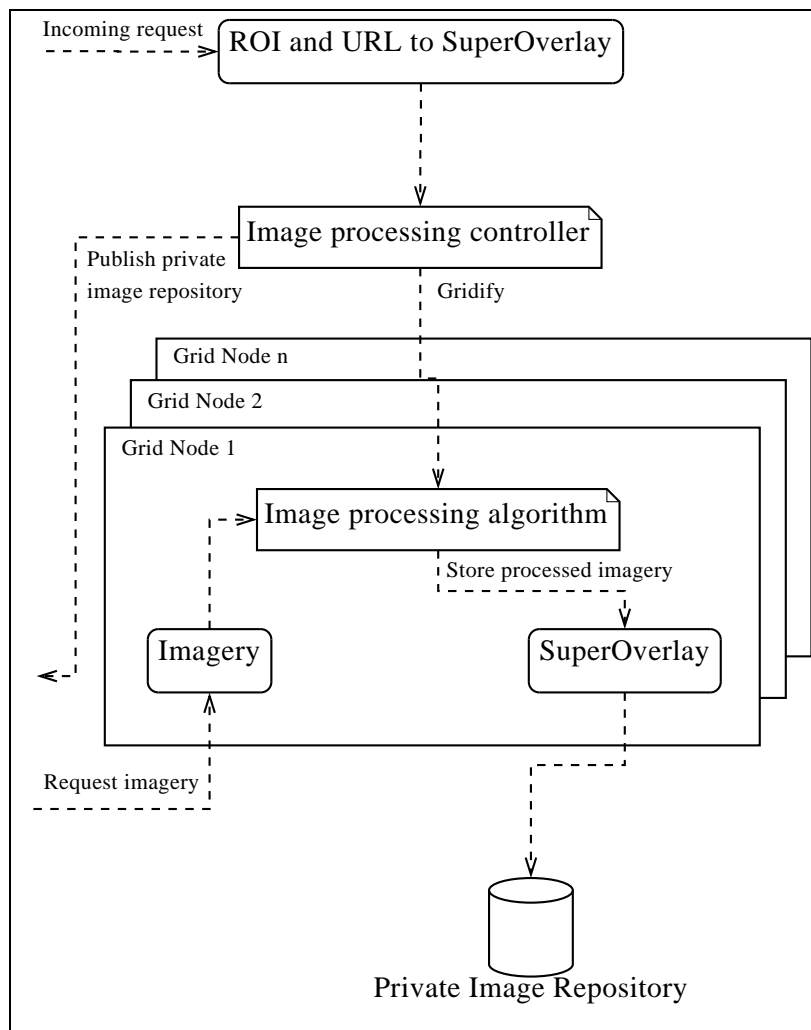 Incoming request
ROI and URL to SuperOverlay
Image processing controller
Publish private
image repository
Gridify
Grid Node n
Grid Node 2
Grid Node 1
Image processing algorithm
Store processed imagery
Imagery
SuperOverlay
Request imagery
Private Image Repository